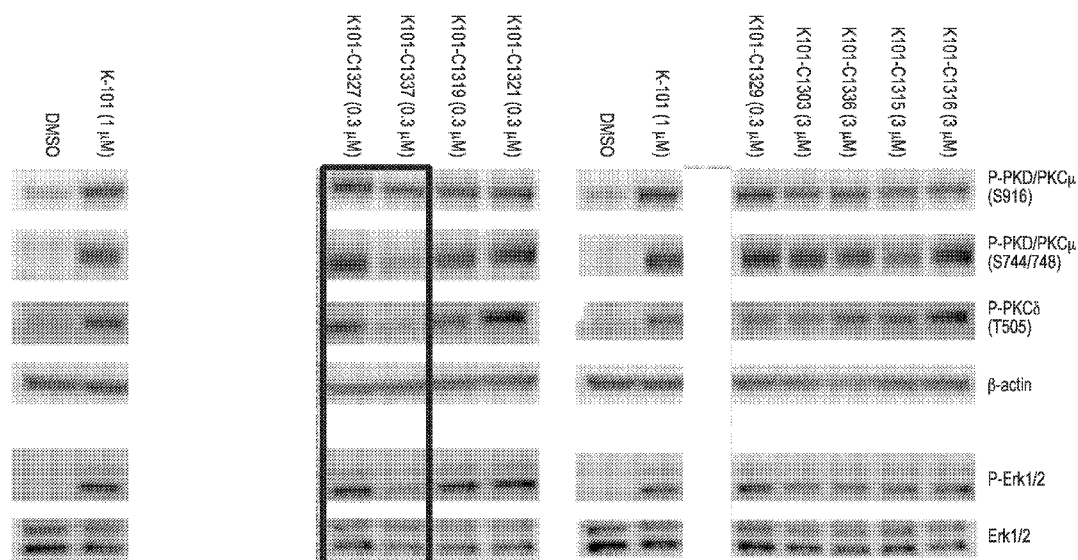 DMSO
K-101 (1 μM)
K101-C1327 (0.3 μM)
K101-C1337 (0.3 μM)
K101-C1319 (0.3 μM)
K101-C1321 (0.3 μM)
DMSO
K-101 (1 μM)
K101-C1329 (0.3 μM)
K101-C1303 (3 μM)
K101-C1336 (3 μM)
K101-C1315 (3 μM)
K101-C1316 (3 μM)
P-PKD/PKCμ
(S916)
P-PKD/PKCμ
(S744/748)
P-PKCδ
(T505)
β-actin
P-Erk1/2
Erk1/2